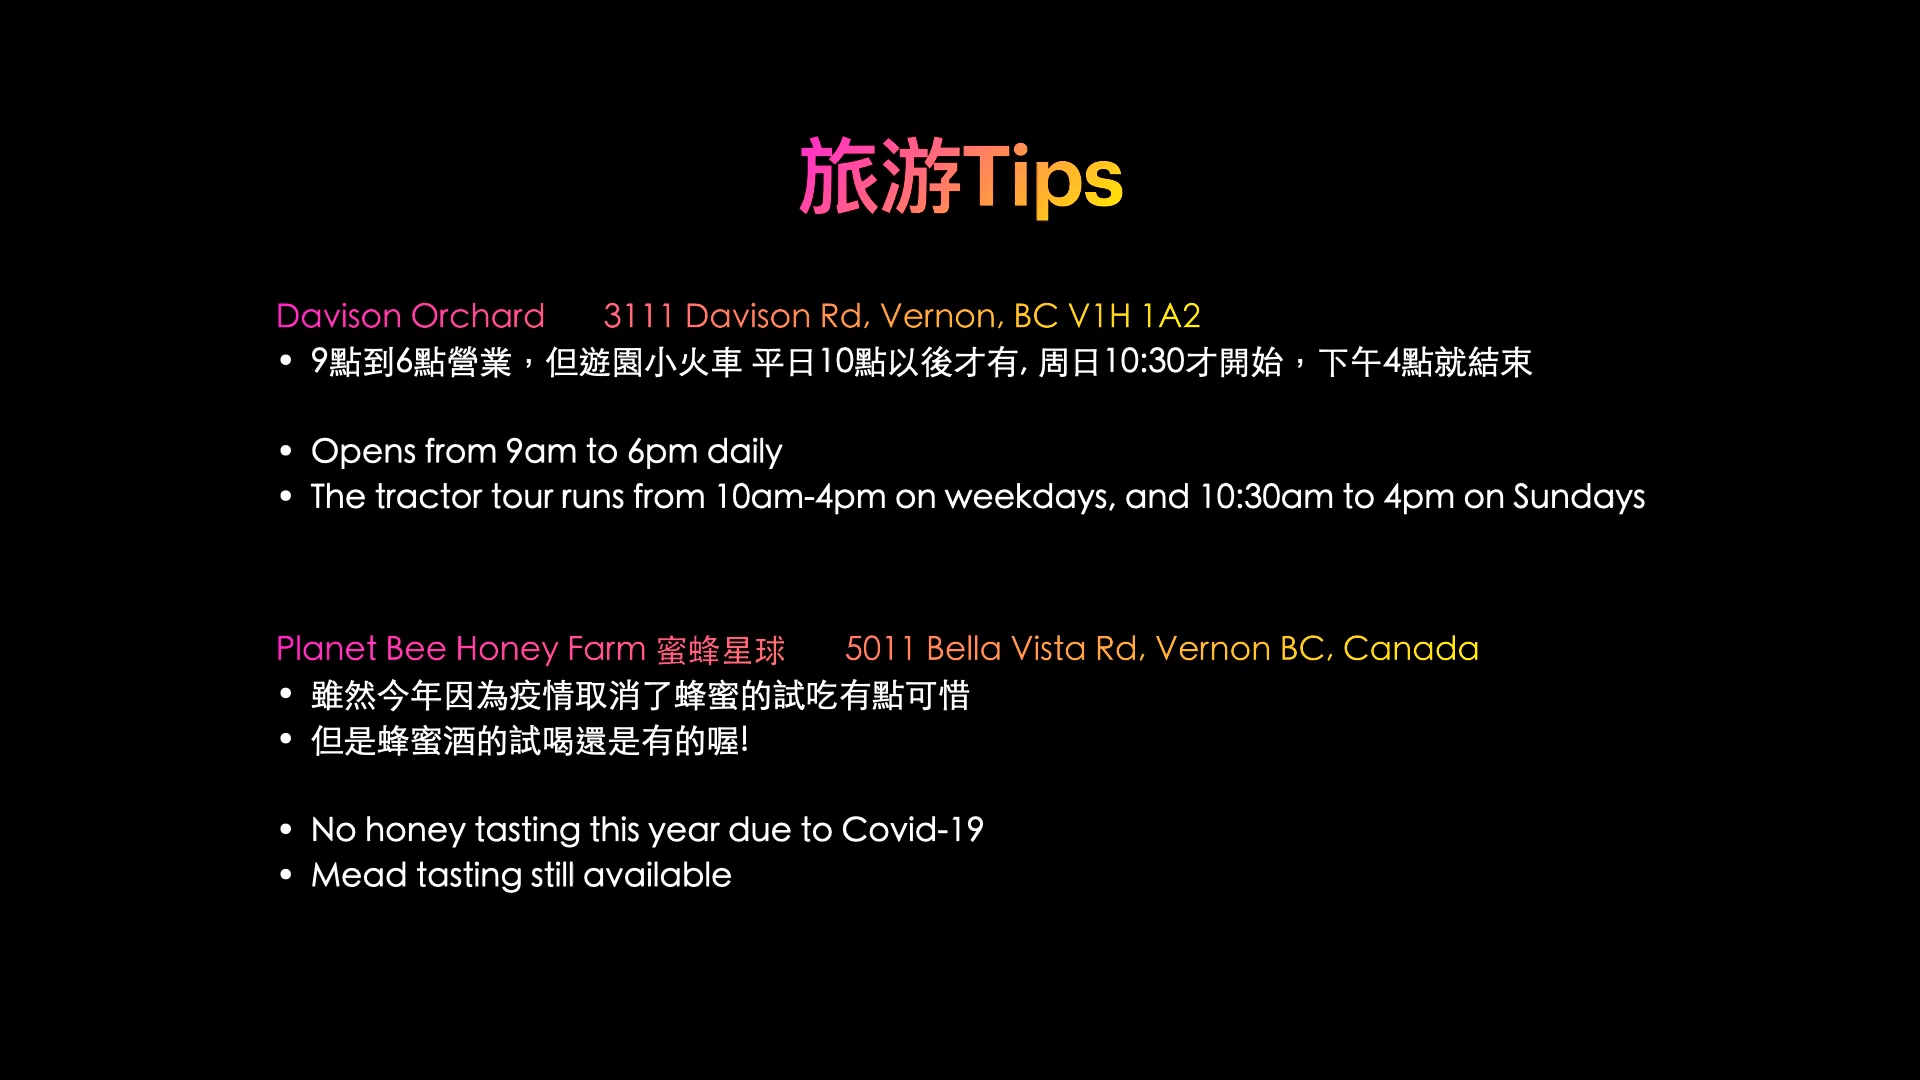 旅游Tips
Davison Orchard 3111 Davison Rd, Vernon, BC V1H 1A2
• 9點到6點營業，但遊園小火車 平日10點以後才有, 周日10:30才開始，下午4點就結束
• Opens from 9am to 6pm daily
• The tractor tour runs from 10am-4pm on weekdays, and 10:30am to 4pm on Sundays
Planet Bee Honey Farm 蜜蜂星球 5011 Bella Vista Rd, Vernon BC, Canada
• 雖然今年因為疫情取消了蜂蜜的試吃有點可惜
• 但是蜂蜜酒的試喝還是有的喔!
• No honey tasting this year due to Covid-19
• Mead tasting still available